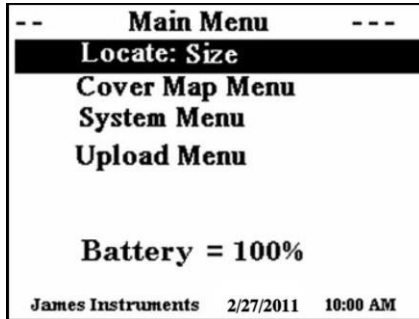 -- Main Menu ---
Locate: Size
Cover Map Menu
System Menu
Upload Menu
Battery = 100%
James Instruments 2/27/2011 10:00 AM